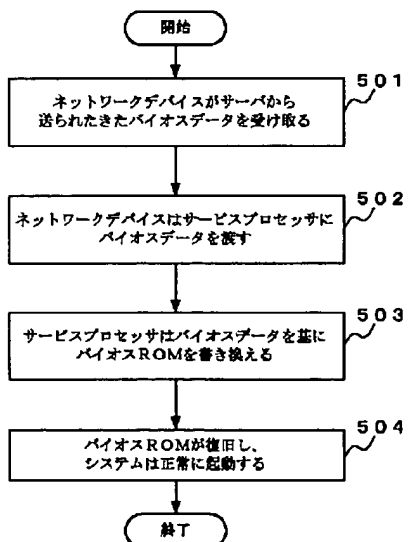 開始
501
ネットワークデバイスがサーバから
送られたきたバイオスデータを受け取る
502
ネットワークデバイスはサービスプロセッサに
バイオスデータを渡す
503
サービスプロセッサはバイオスデータを基に
バイオスROMを書き換える
504
バイオスROMが復旧し、
システムは正常に起動する
終了